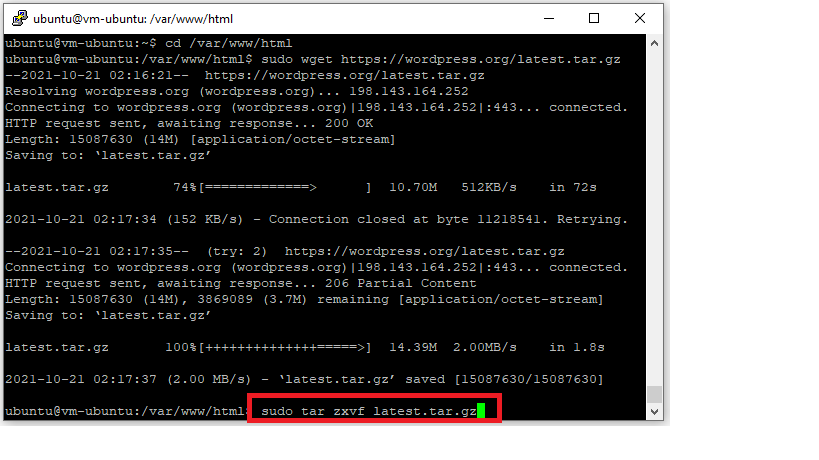 ubuntu@vm-ubuntu: /var/www/html
ubuntu@vm-ubuntu:~$ cd /var/www/html
ubuntu@vm-ubuntu:/var/www/html$ sudo wget https://wordpress.org/latest.tar.gz
--2021-10-21 02:16:21--  https://wordpress.org/latest.tar.gz
Resolving wordpress.org (wordpress.org)... 198.143.164.252
Connecting to wordpress.org (wordpress.org)|198.143.164.252|:443... connected.
HTTP request sent, awaiting response... 200 OK
Length: 15087630 (14M) [application/octet-stream]
Saving to: ‘latest.tar.gz’
latest.tar.gz        74%[=============>      ]  10.70M   512KB/s    in 72s
2021-10-21 02:17:34 (152 KB/s) - Connection closed at byte 11218541. Retrying.
--2021-10-21 02:17:35--  (try: 2)  https://wordpress.org/latest.tar.gz
Connecting to wordpress.org (wordpress.org)|198.143.164.252|:443... connected.
HTTP request sent, awaiting response... 206 Partial Content
Length: 15087630 (14M), 3869089 (3.7M) remaining [application/octet-stream]
Saving to: ‘latest.tar.gz’
latest.tar.gz       100%[++++++++++++++=====>]  14.39M  2.00MB/s    in 1.8s
2021-10-21 02:17:37 (2.00 MB/s) - ‘latest.tar.gz’ saved [15087630/15087630]
ubuntu@vm-ubuntu:/var/www/html$ sudo tar zxvf latest.tar.gz